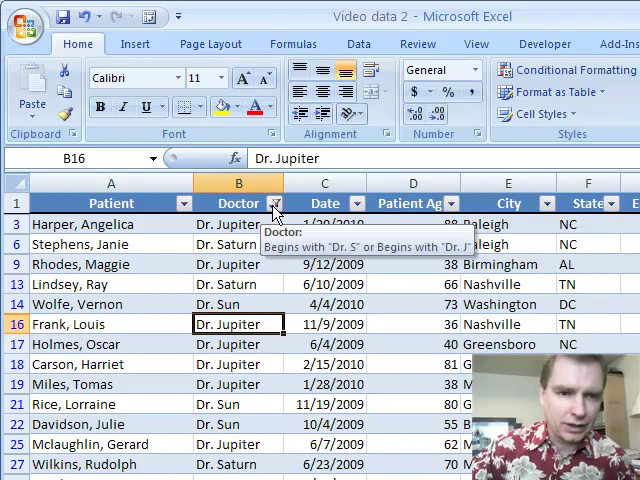 Video data 2 - Microsoft Excel
Home Insert Page Layout Formulas Data Review View Developer Add-Ins
Paste
Clipboard
Calibri 11
B I U
Font
Alignment
General
$ % ,
Number
Conditional Formatting
Format as Table
Cell Styles
Styles
B16 fx Dr. Jupiter
A B C D E F
1 Patient Doctor Date Patient Ag City State
3 Harper, Angelica Dr. Jupiter 1/20/2010 88 Raleigh NC
6 Stephens, Janie Dr. Saturn Raleigh NC
Doctor:
Begins with "Dr. S" or Begins with "Dr. J"
9 Rhodes, Maggie Dr. Jupiter 9/12/2009 38 Birmingham AL
13 Lindsey, Ray Dr. Saturn 6/10/2009 66 Nashville TN
14 Wolfe, Vernon Dr. Sun 4/4/2010 73 Washington DC
16 Frank, Louis Dr. Jupiter 11/9/2009 36 Nashville TN
17 Holmes, Oscar Dr. Jupiter 6/4/2009 40 Greensboro NC
18 Carson, Harriet Dr. Jupiter 2/15/2010 81
19 Miles, Tomas Dr. Jupiter 1/28/2010 38
21 Rice, Lorraine Dr. Sun 11/19/2009 80
22 Davidson, Julie Dr. Sun 10/4/2009 55
25 Mclaughlin, Gerard Dr. Jupiter 6/7/2009 62
27 Wilkins, Rudolph Dr. Saturn 6/23/2009 70 Nas